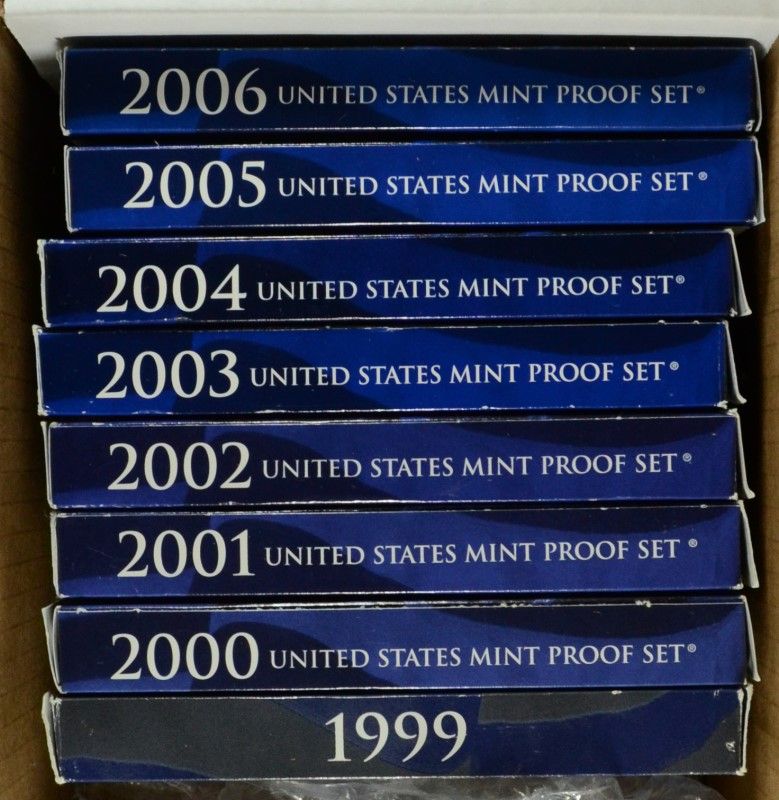 2006 UNITED STATES MINT PROOF SET®
2005 UNITED STATES MINT PROOF SET®
2004 UNITED STATES MINT PROOF SET®
2003 UNITED STATES MINT PROOF SET®
2002 UNITED STATES MINT PROOF SET®
2001 UNITED STATES MINT PROOF SET®
2000 UNITED STATES MINT PROOF SET®
1999